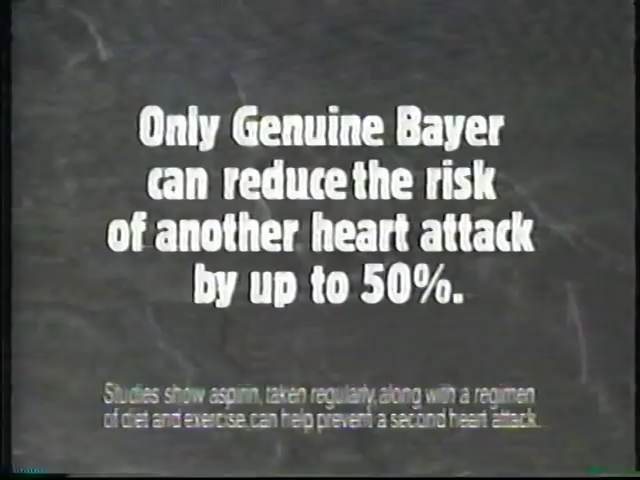 Only Genuine Bayer
can reduce the risk
of another heart attack
by up to 50%.
Studies show aspirin, taken regularly, along with a regimen
of diet and exercise, can help prevent a second heart attack.